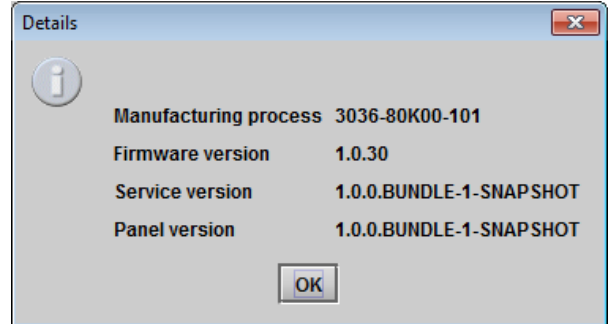 Details
Manufacturing process 3036-80K00-101
Firmware version 1.0.30
Service version 1.0.0.BUNDLE-1-SNAPSHOT
Panel version 1.0.0.BUNDLE-1-SNAPSHOT
OK